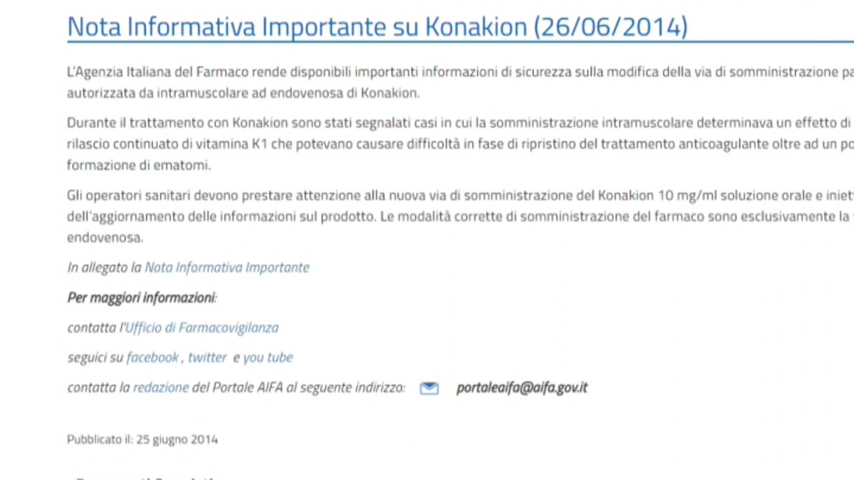 Nota Informativa Importante su Konakion (26/06/2014)
L'Agenzia Italiana del Farmaco rende disponibili importanti informazioni di sicurezza sulla modifica della via di somministrazione
autorizzata da intramuscolare ad endovenosa di Konakion.
Durante il trattamento con Konakion sono stati segnalati casi in cui la somministrazione intramuscolare determinava un effetto di
rilascio continuato di vitamina K1 che potevano causare difficoltà in fase di ripristino del trattamento anticoagulante oltre ad un
formazione di ematomi.
Gli operatori sanitari devono prestare attenzione alla nuova via di somministrazione del Konakion 10 mg/ml soluzione orale e
dell'aggiornamento delle informazioni sul prodotto. Le modalità corrette di somministrazione del farmaco sono esclusivamente la
endovenosa.
In allegato la Nota Informativa Importante
Per maggiori informazioni:
contatta l'Ufficio di Farmacovigilanza
seguici su facebook , twitter e you tube
contatta la redazione del Portale AIFA al seguente indirizzo: portaleaifa@aifa.gov.it
Pubblicato il: 25 giugno 2014